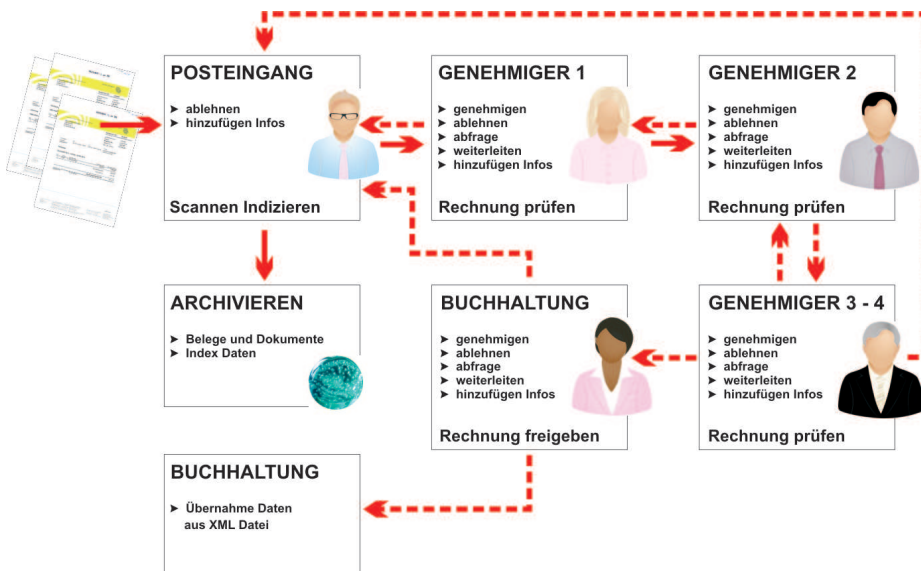 POSTEINGANG
➤ ablehnen
➤ hinzufügen Infos
Scannen Indizieren
GENEHMIGER 1
➤ genehmigen
➤ ablehnen
➤ abfrage
➤ weiterleiten
➤ hinzufügen Infos
Rechnung prüfen
GENEHMIGER 2
➤ genehmigen
➤ ablehnen
➤ abfrage
➤ weiterleiten
➤ hinzufügen Infos
Rechnung prüfen
ARCHIVIEREN
➤ Belege und Dokumente
➤ Index Daten
BUCHHALTUNG
➤ genehmigen
➤ ablehnen
➤ abfrage
➤ weiterleiten
➤ hinzufügen Infos
Rechnung freigeben
GENEHMIGER 3 - 4
➤ genehmigen
➤ ablehnen
➤ abfrage
➤ weiterleiten
➤ hinzufügen Infos
Rechnung prüfen
BUCHHALTUNG
➤ Übernahme Daten
aus XML Datei